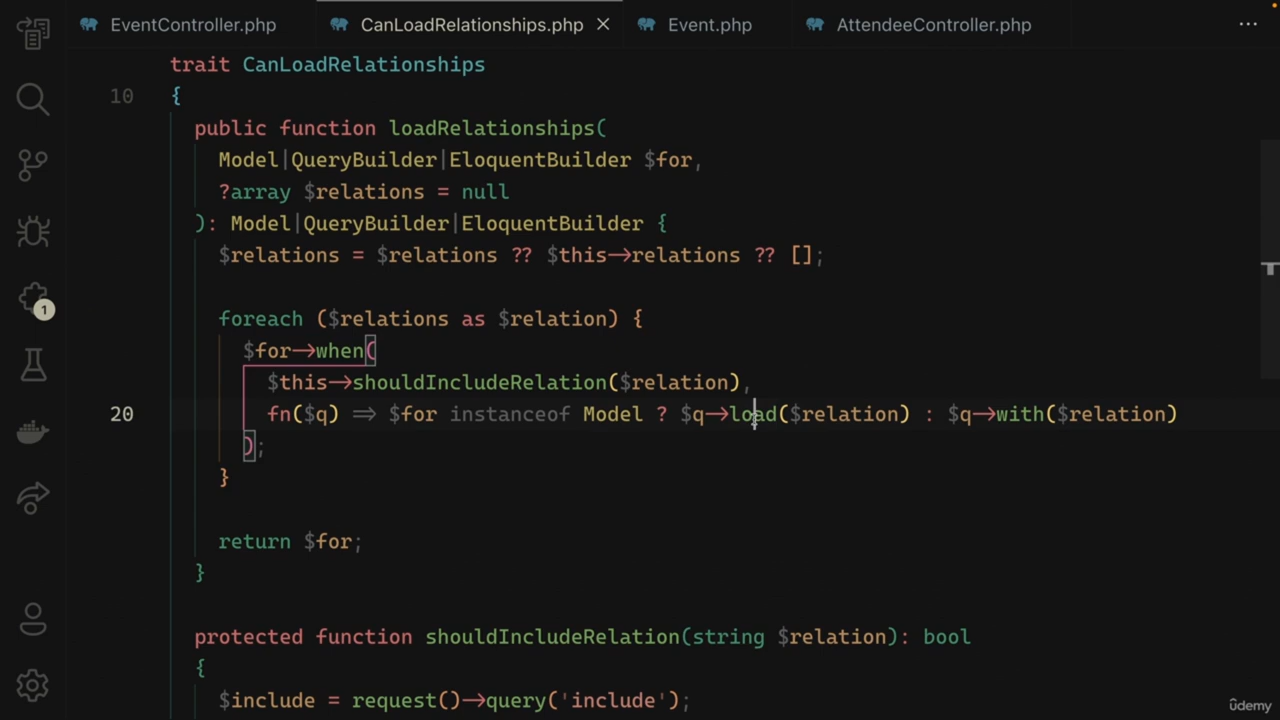 EventController.php CanLoadRelationships.php Event.php AttendeeController.php
trait CanLoadRelationships
10 {
public function loadRelationships(
Model|QueryBuilder|EloquentBuilder $for,
?array $relations = null
): Model|QueryBuilder|EloquentBuilder {
$relations = $relations ?? $this->relations ?? [];
foreach ($relations as $relation) {
$for->when(
$this->shouldIncludeRelation($relation),
20 fn($q) => $for instanceof Model ? $q->load($relation) : $q->with($relation)
);
}
return $for;
}
protected function shouldIncludeRelation(string $relation): bool
{
$include = request()->query('include');
1
udemy